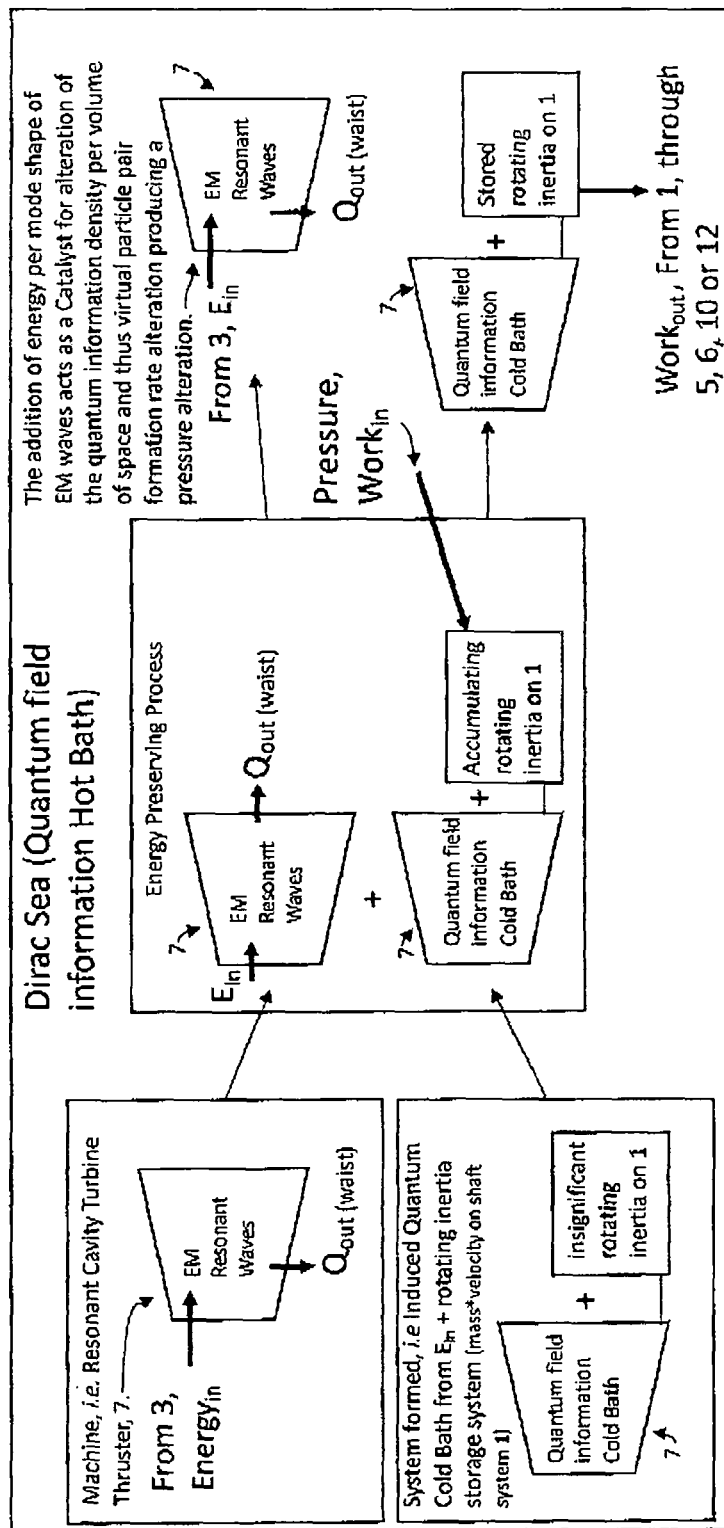 Dirac Sea (Quantum field
information Hot Bath)
Machine, i.e. Resonant Cavity Turbine
Thruster, 7.
From 3,
Energyin
EM
Resonant
Waves
Qout (waist)
System formed, i.e Induced Quantum
Cold Bath from Ein + rotating inertia
storage system (mass*velocity on shaft
system 1)
Quantum field
information
Cold Bath
7
+
Insignificant
rotating
inertia on 1
Energy Preserving Process
7
Ein
EM
Resonant
Waves
Qout (waist)
+
7
Quantum field
information
Cold Bath
+
Accumulating
rotating
inertia on 1
Pressure,
Workin
The addition of energy per mode shape of
EM waves acts as a Catalyst for alteration of
the quantum information density per volume
of space and thus virtual particle pair
formation rate alteration producing a
pressure alteration.
From 3, Ein
EM
Resonant
Waves
7
Qout (waist)
7
Quantum field
information
Cold Bath
+
Stored
rotating
inertia on 1
Workout, From 1, through
5, 6, 10 or 12